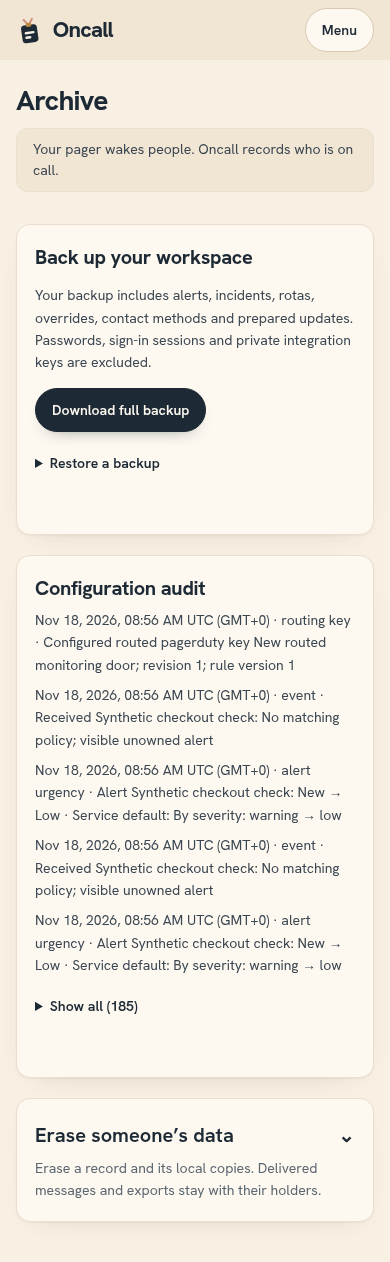 Oncall
Menu
Archive
Your pager wakes people. Oncall records who is on
call.
Back up your workspace
Your backup includes alerts, incidents, rotas,
overrides, contact methods and prepared updates.
Passwords, sign-in sessions and private integration
keys are excluded.
Download full backup
Restore a backup
Configuration audit
Nov 18, 2026, 08:56 AM UTC (GMT+0) · routing key
· Configured routed pagerduty key New routed
monitoring door; revision 1; rule version 1
Nov 18, 2026, 08:56 AM UTC (GMT+0) · event ·
Received Synthetic checkout check: No matching
policy; visible unowned alert
Nov 18, 2026, 08:56 AM UTC (GMT+0) · alert
urgency · Alert Synthetic checkout check: New →
Low · Service default: By severity: warning → low
Nov 18, 2026, 08:56 AM UTC (GMT+0) · event ·
Received Synthetic checkout check: No matching
policy; visible unowned alert
Nov 18, 2026, 08:56 AM UTC (GMT+0) · alert
urgency · Alert Synthetic checkout check: New →
Low · Service default: By severity: warning → low
Show all (185)
Erase someone’s data
Erase a record and its local copies. Delivered
messages and exports stay with their holders.